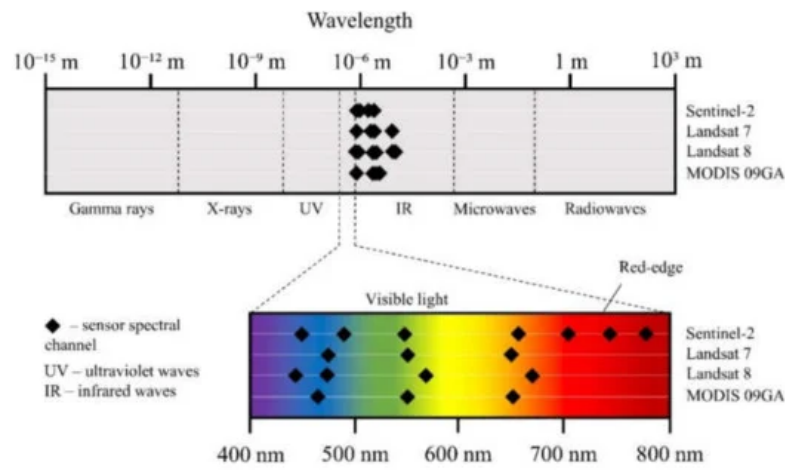 Wavelength
10⁻¹⁵ m 10⁻¹² m 10⁻⁹ m 10⁻⁶ m 10⁻³ m 1 m 10³ m
Sentinel-2
Landsat 7
Landsat 8
MODIS 09GA
Gamma rays X-rays UV IR Microwaves Radiowaves
Red-edge
Visible light
– sensor spectral
channel
UV – ultraviolet waves
IR – infrared waves
Sentinel-2
Landsat 7
Landsat 8
MODIS 09GA
400 nm 500 nm 600 nm 700 nm 800 nm